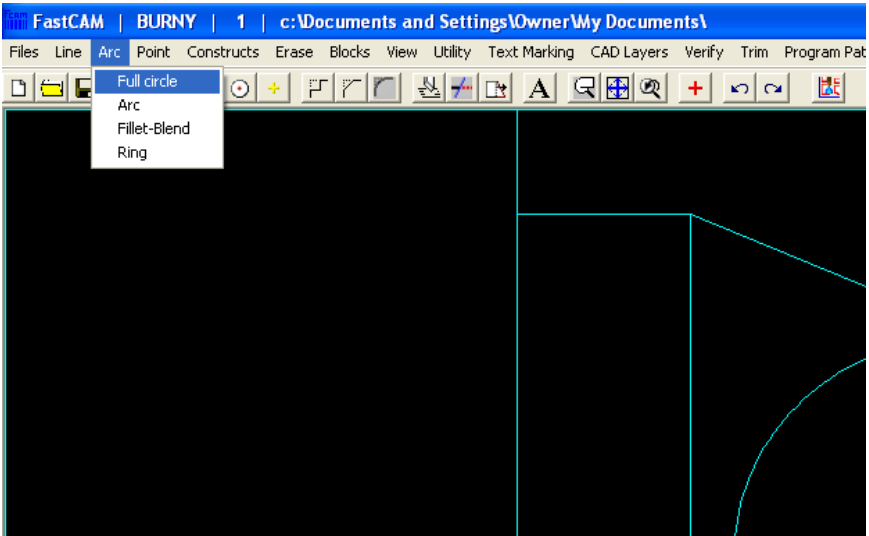 FastCAM | BURNY | 1 | c:\Documents and Settings\Owner\My Documents\
Files Line Arc Point Constructs Erase Blocks View Utility Text Marking CAD Layers Verify Trim Program Pat
A
Full circle
Arc
Fillet-Blend
Ring